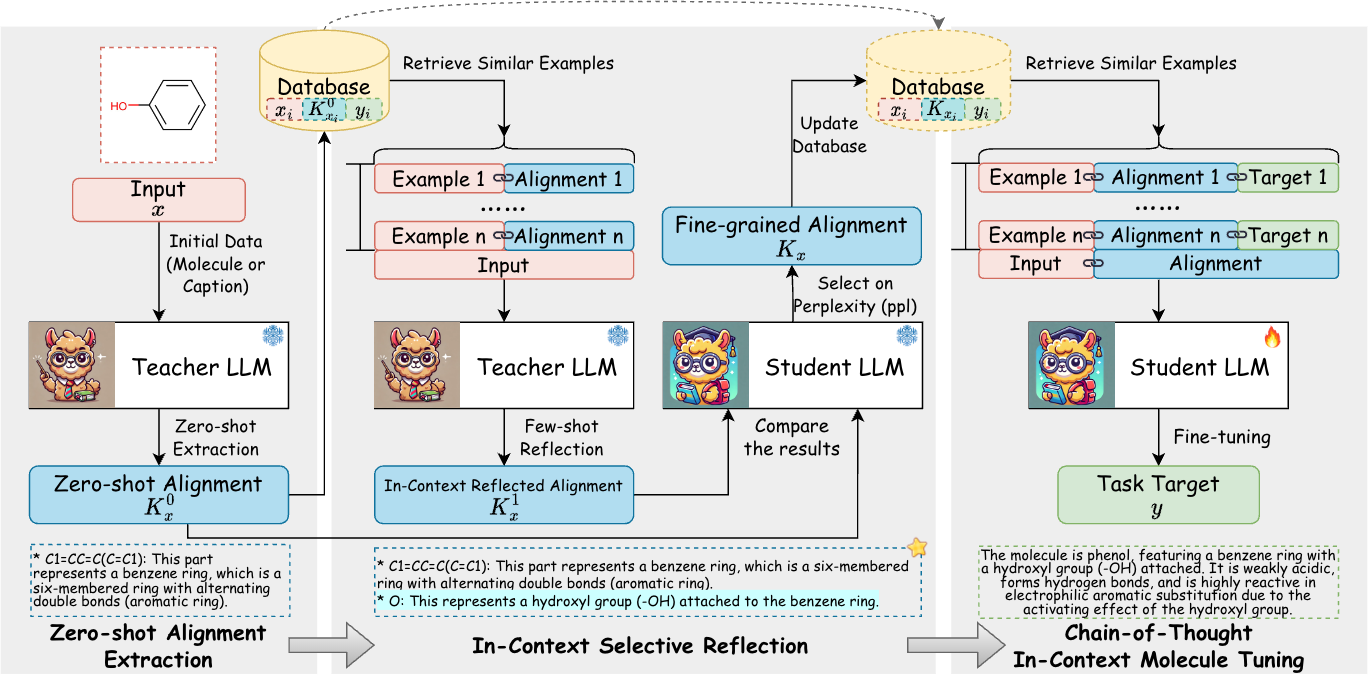 HO
Input
x
Initial Data
(Molecule or
Caption)
Teacher LLM
Zero-shot
Extraction
Zero-shot Alignment
K_x^0
* C1=CC=C(C=C1): This part
represents a benzene ring, which is a
six-membered ring with alternating
double bonds (aromatic ring).
Zero-shot Alignment
Extraction
Database
x_i K_{x_i}^0 y_i
Retrieve Similar Examples
Example 1 Alignment 1
......
Example n Alignment n
Input
Teacher LLM
Few-shot
Reflection
In-Context Reflected Alignment
K_x^1
Update
Database
Fine-grained Alignment
K_x
Select on
Perplexity (ppl)
Student LLM
Compare
the results
* C1=CC=C(C=C1): This part represents a benzene ring, which is a six-membered
ring with alternating double bonds (aromatic ring).
* O: This represents a hydroxyl group (-OH) attached to the benzene ring.
In-Context Selective Reflection
Database
x_i K_{x_i} y_i
Retrieve Similar Examples
Example 1 Alignment 1 Target 1
......
Example n Alignment n Target n
Input Alignment
Student LLM
Fine-tuning
Task Target
y
The molecule is phenol, featuring a benzene ring with
a hydroxyl group (-OH) attached. It is weakly acidic,
forms hydrogen bonds, and is highly reactive in
electrophilic aromatic substitution due to the
activating effect of the hydroxyl group.
Chain-of-Thought
In-Context Molecule Tuning